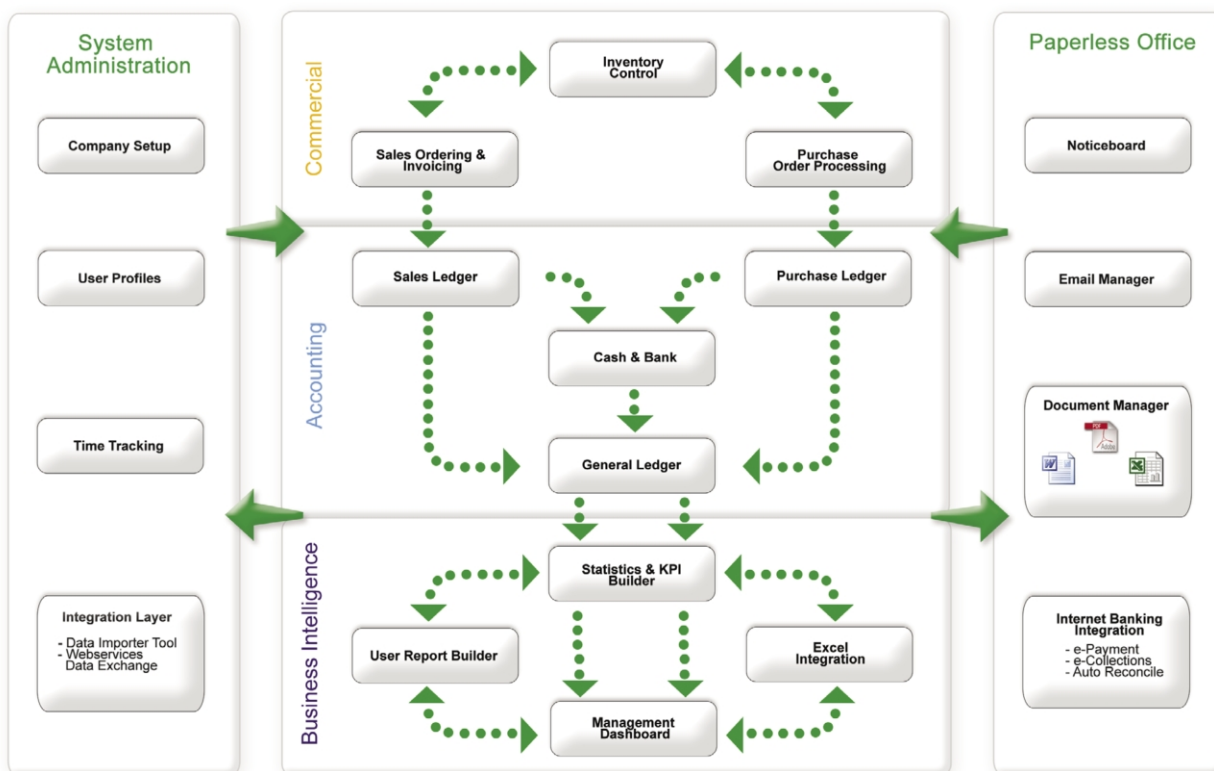 System
Administration
Company Setup
User Profiles
Time Tracking
Integration Layer
- Data Importer Tool
- Webservices
Data Exchange
Commercial
Inventory
Control
Sales Ordering &
Invoicing
Purchase
Order Processing
Accounting
Sales Ledger
Purchase Ledger
Cash & Bank
General Ledger
Business Intelligence
Statistics & KPI
Builder
User Report Builder
Excel
Integration
Management
Dashboard
Paperless Office
Noticeboard
Email Manager
Document Manager
PDF
Adobe
W
X
Internet Banking
Integration
- e-Payment
- e-Collections
- Auto Reconcile